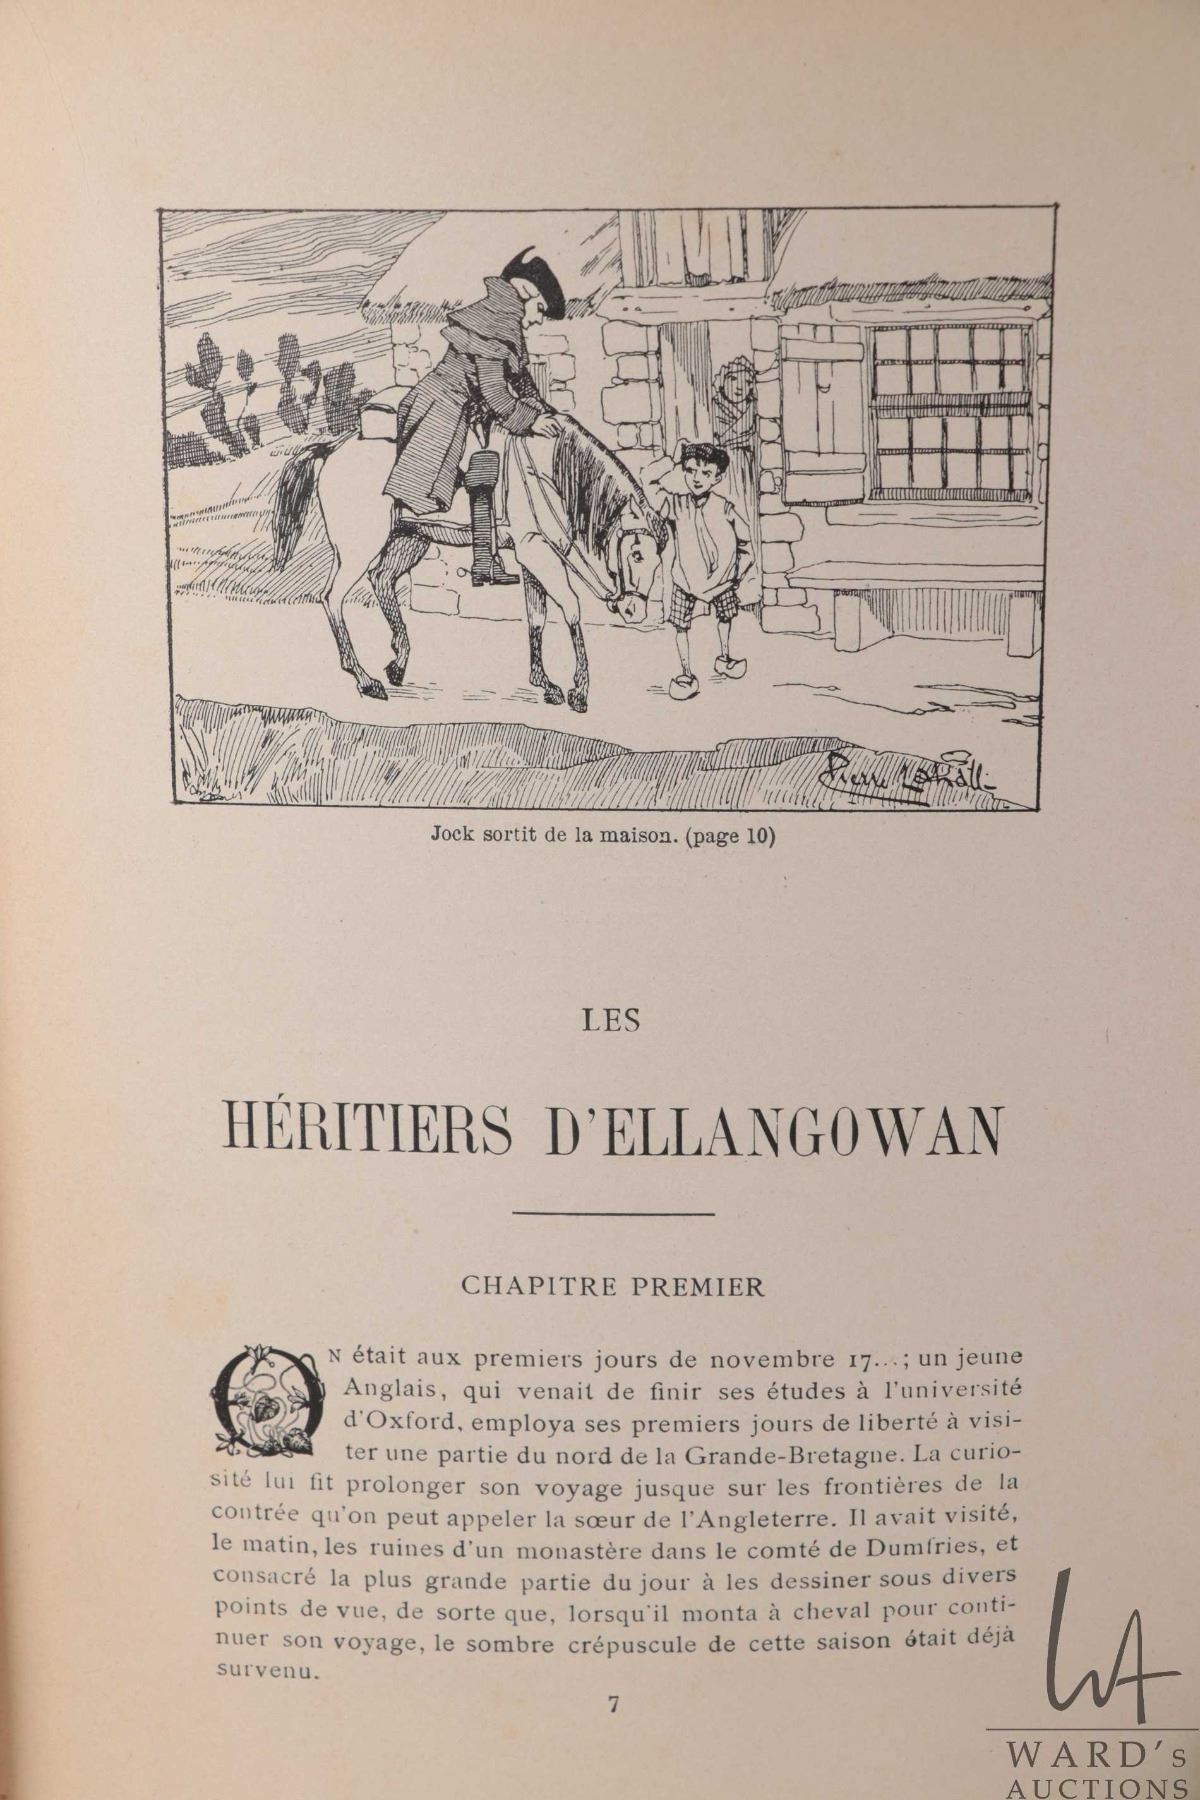 Jock sortit de la maison. (page 10)
LES
HÉRITIERS D'ELLANGOWAN
CHAPITRE PREMIER
ON était aux premiers jours de novembre 17...; un jeune
Anglais, qui venait de finir ses études à l'université
d'Oxford, employa ses premiers jours de liberté à visi-
ter une partie du nord de la Grande-Bretagne. La curio-
sité lui fit prolonger son voyage jusque sur les frontières de la
contrée qu'on peut appeler la sœur de l'Angleterre. Il avait visité,
le matin, les ruines d'un monastère dans le comté de Dumfries, et
consacré la plus grande partie du jour à les dessiner sous divers
points de vue, de sorte que, lorsqu'il monta à cheval pour conti-
nuer son voyage, le sombre crépuscule de cette saison était déjà
survenu.
7
WA
WARD's
AUCTIONS